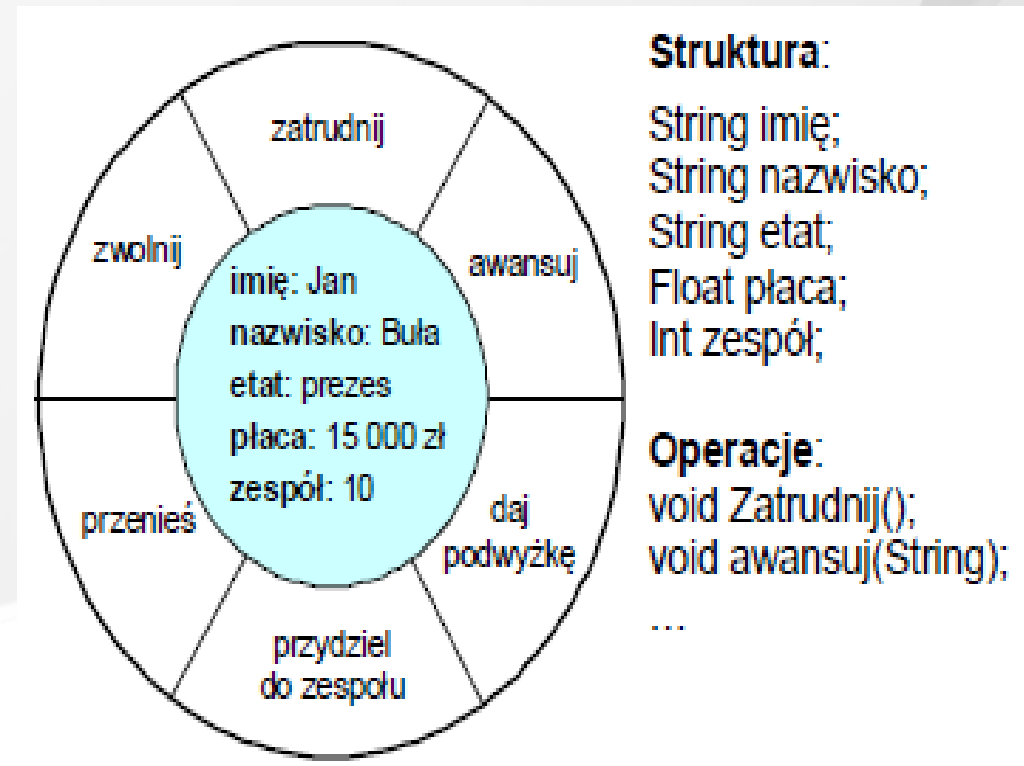 zatrudnij
zwolnij
awansuj
imię: Jan
nazwisko: Buła
etat: prezes
płaca: 15 000 zł
zespół: 10
przenieś
daj
podwyżkę
przydziel
do zespołu
Struktura:
String imię;
String nazwisko;
String etat;
Float płaca;
Int zespół;
Operacje:
void Zatrudnij();
void awansuj(String);
...